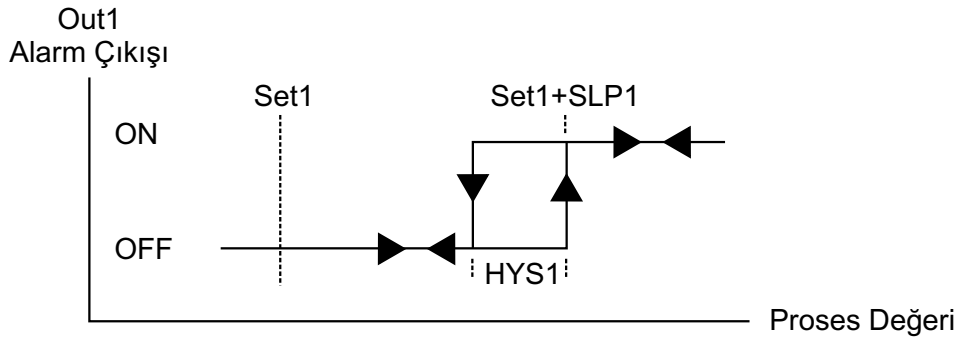 Out1
Alarm Çıkışı
Set1
Set1+SLP1
ON
OFF
HYS1
Proses Değeri